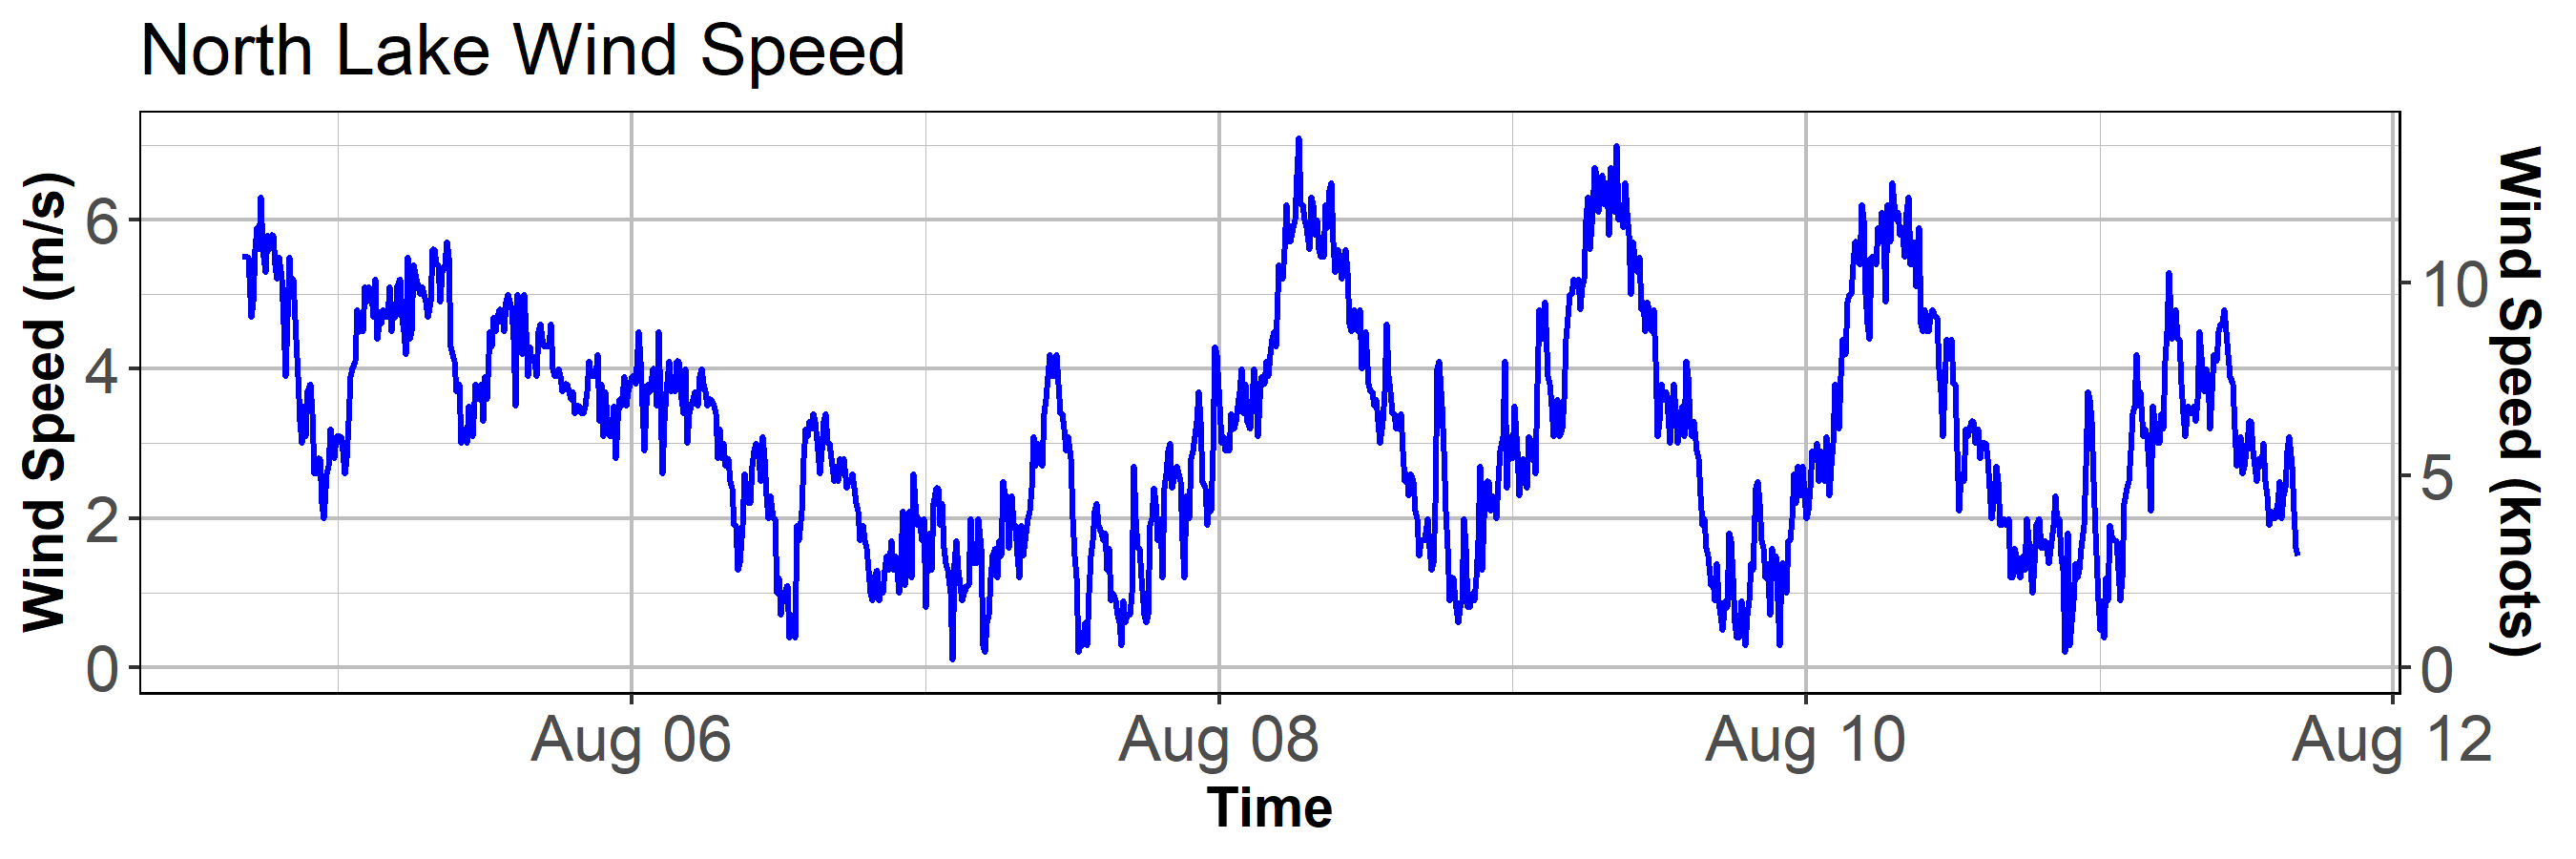 North Lake Wind Speed
Wind Speed (m/s)
6
4
2
0
Wind Speed (knots)
10
5
0
Aug 06
Aug 08
Aug 10
Aug 12
Time